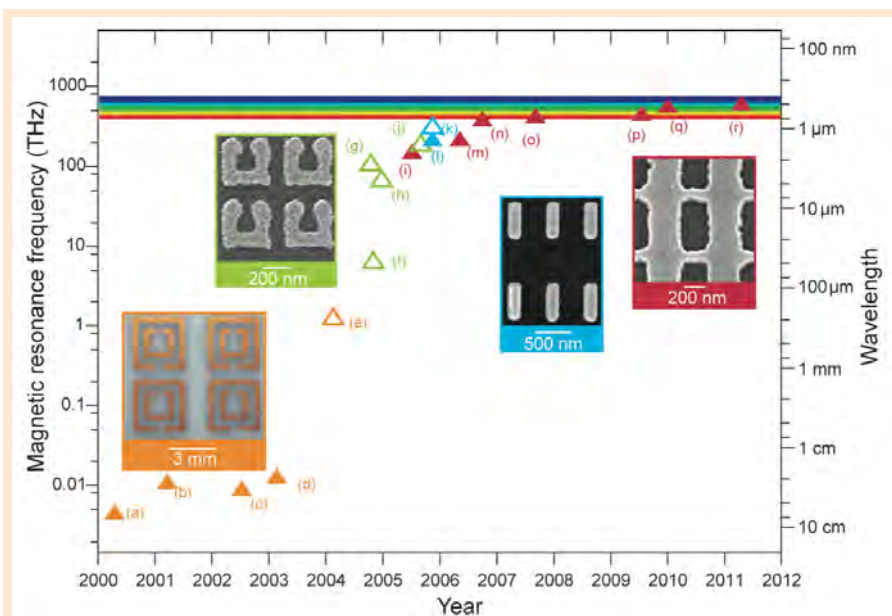 Magnetic resonance frequency (THz)
1000
100
10
1
0.1
0.01
100 nm
1 µm
10 µm
100 µm
1 mm
1 cm
10 cm
Wavelength
(a)
(b)
(c)
(d)
(e)
(f)
(g)
(h)
(i)
(j)
(k)
(l)
(m)
(n)
(o)
(p)
(q)
(r)
200 nm
3 mm
500 nm
200 nm
2000 2001 2002 2003 2004 2005 2006 2007 2008 2009 2010 2011 2012
Year